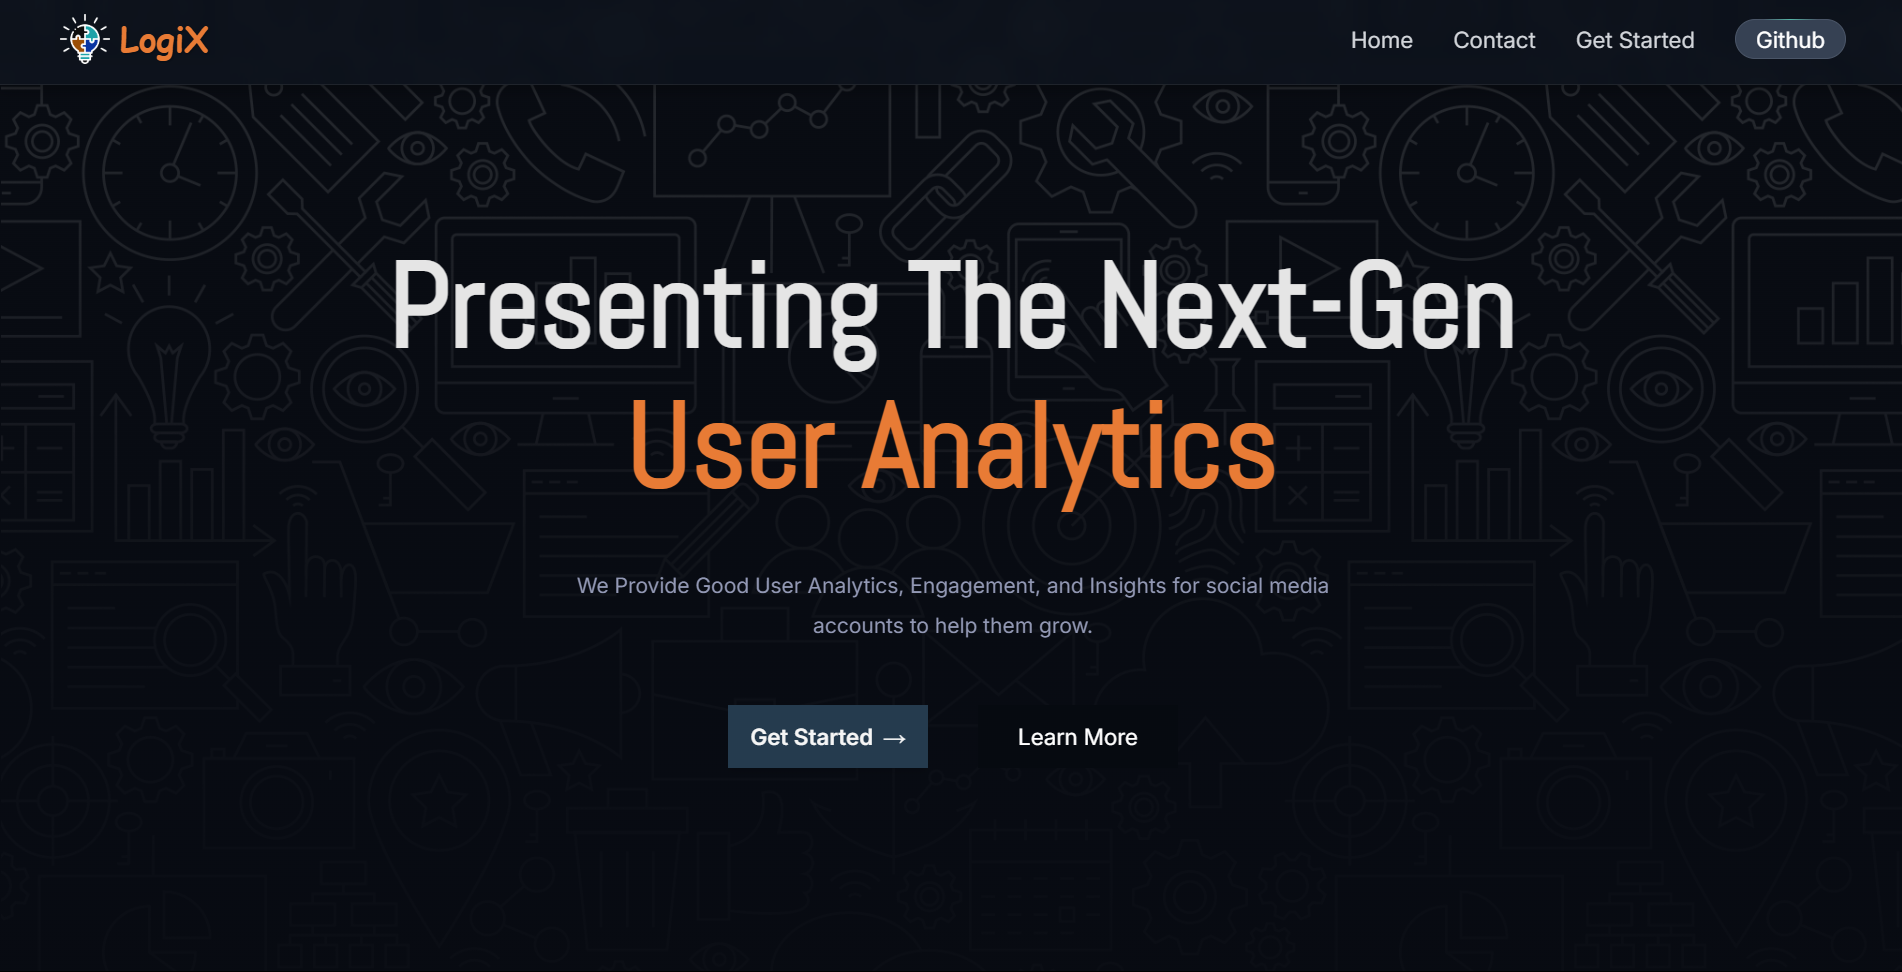 LogiX
Home
Contact
Get Started
Github
Presenting The Next-Gen
User Analytics
We Provide Good User Analytics, Engagement, and Insights for social media
accounts to help them grow.
Get Started →
Learn More